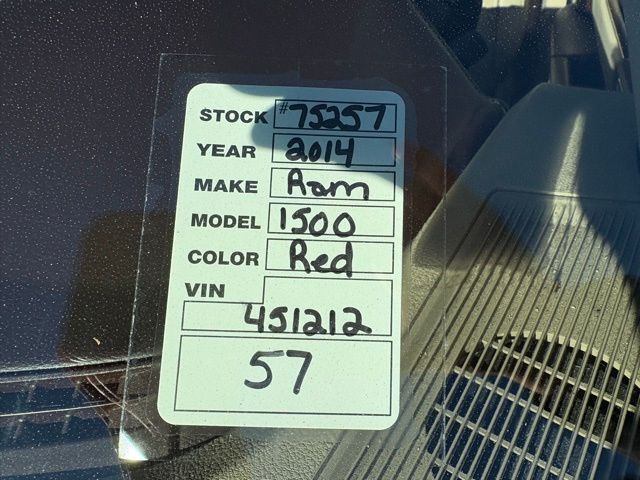 STOCK #75257
YEAR 2014
MAKE Ram
MODEL 1500
COLOR Red
VIN
451212
57